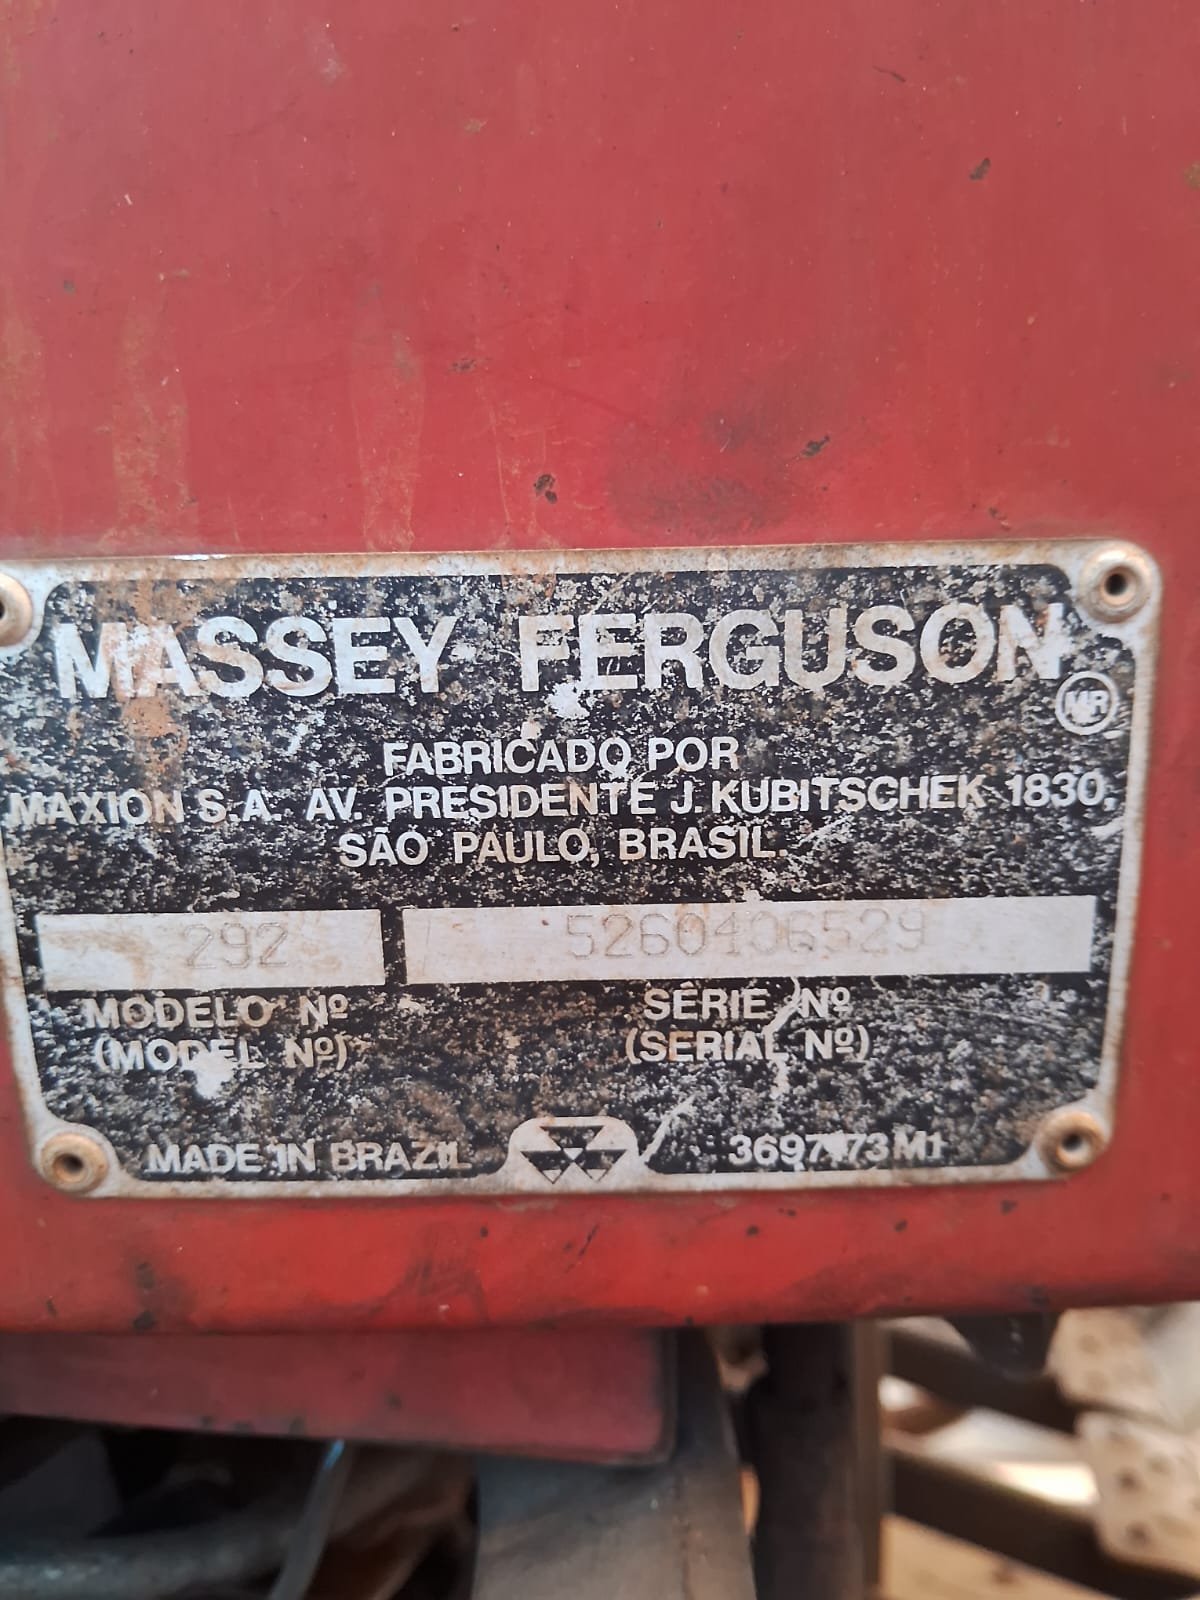 MASSEY FERGUSON
MR
FABRICADO POR
MAXION S.A. AV. PRESIDENTE J. KUBITSCHEK 1830,
SÃO PAULO, BRASIL.
292 5260406529
MODELO Nº SÉRIE Nº
(MODEL Nº) (SERIAL Nº)
MADE IN BRAZIL